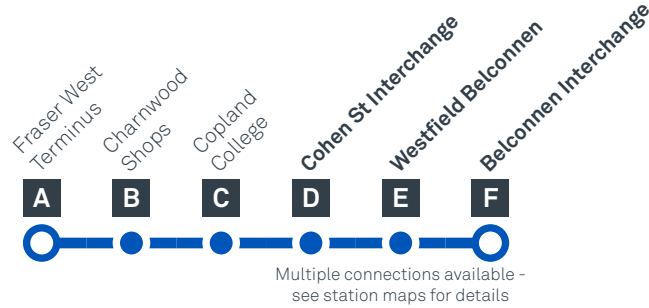 Fraser West
Terminus
Charnwood
Shops
Copland
College
Cohen St Interchange
Westfield Belconnen
Belconnen Interchange
A
B
C
D
E
F
Multiple connections available -
see station maps for details